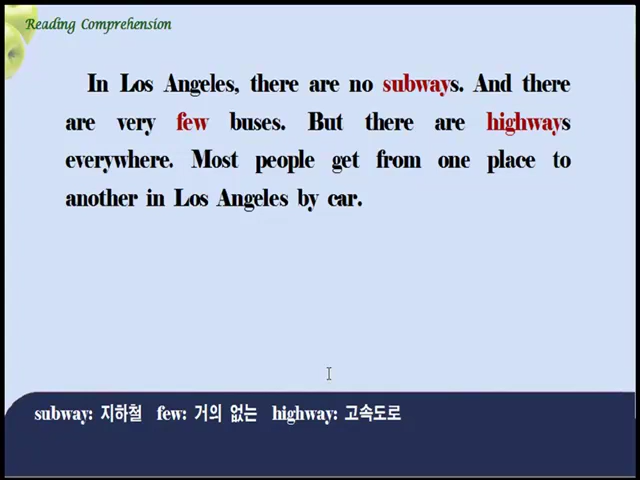 Reading Comprehension
In Los Angeles, there are no subways. And there
are very few buses. But there are highways
everywhere. Most people get from one place to
another in Los Angeles by car.
subway: 지하철 few: 거의 없는 highway: 고속도로